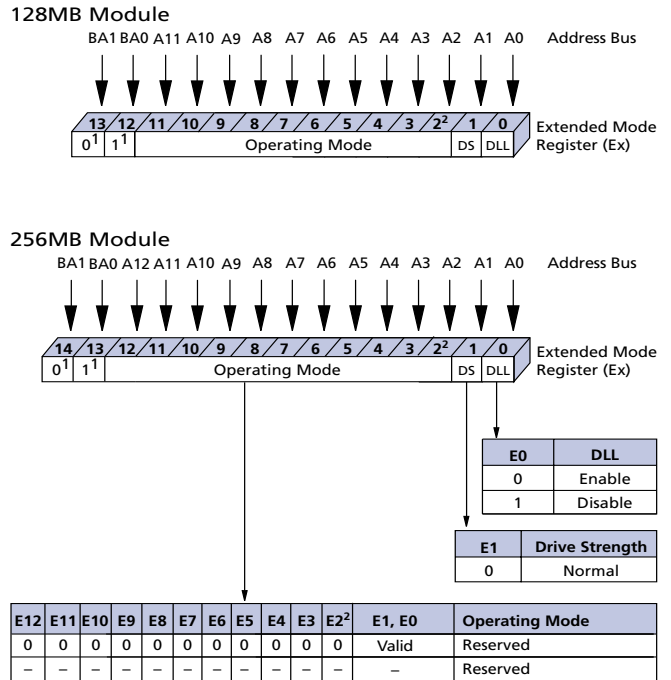 128MB Module
BA1 BA0 A11 A10 A9 A8 A7 A6 A5 A4 A3 A2 A1 A0 Address Bus
13 12 11 10 9 8 7 6 5 4 3 2² 1 0 Extended Mode
0¹ 1¹ Operating Mode DS DLL Register (Ex)
256MB Module
BA1 BA0 A12 A11 A10 A9 A8 A7 A6 A5 A4 A3 A2 A1 A0 Address Bus
14 13 12 11 10 9 8 7 6 5 4 3 2² 1 0 Extended Mode
0¹ 1¹ Operating Mode DS DLL Register (Ex)
E0 DLL
0 Enable
1 Disable
E1 Drive Strength
0 Normal
E12 E11 E10 E9 E8 E7 E6 E5 E4 E3 E2² E1, E0 Operating Mode
0 0 0 0 0 0 0 0 0 0 0 Valid Reserved
– – – – – – – – – – – – Reserved